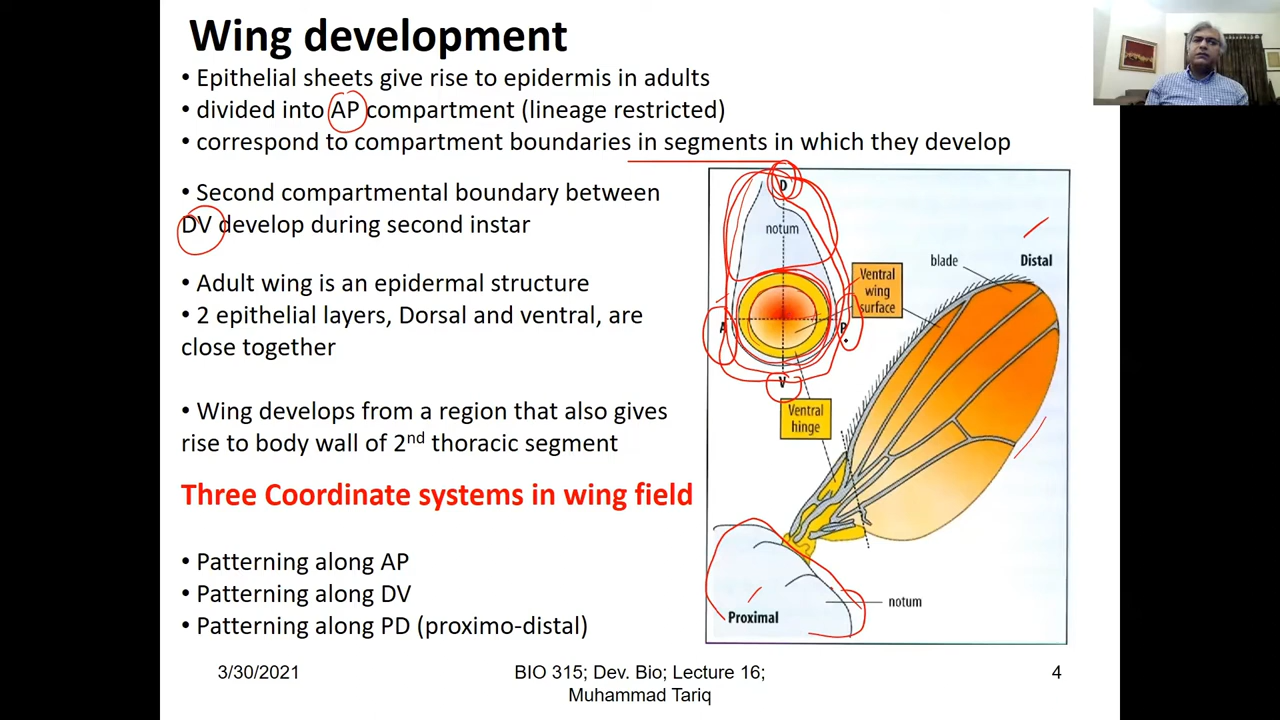 Wing development
• Epithelial sheets give rise to epidermis in adults
• divided into AP compartment (lineage restricted)
• correspond to compartment boundaries in segments in which they develop
• Second compartmental boundary between
DV develop during second instar
• Adult wing is an epidermal structure
• 2 epithelial layers, Dorsal and ventral, are
close together
• Wing develops from a region that also gives
rise to body wall of 2nd thoracic segment
Three Coordinate systems in wing field
• Patterning along AP
• Patterning along DV
• Patterning along PD (proximo-distal)
D
notum
A
P
V
Ventral
wing
surface
Ventral
hinge
blade
Distal
Proximal
notum
3/30/2021
BIO 315; Dev. Bio; Lecture 16;
Muhammad Tariq
4